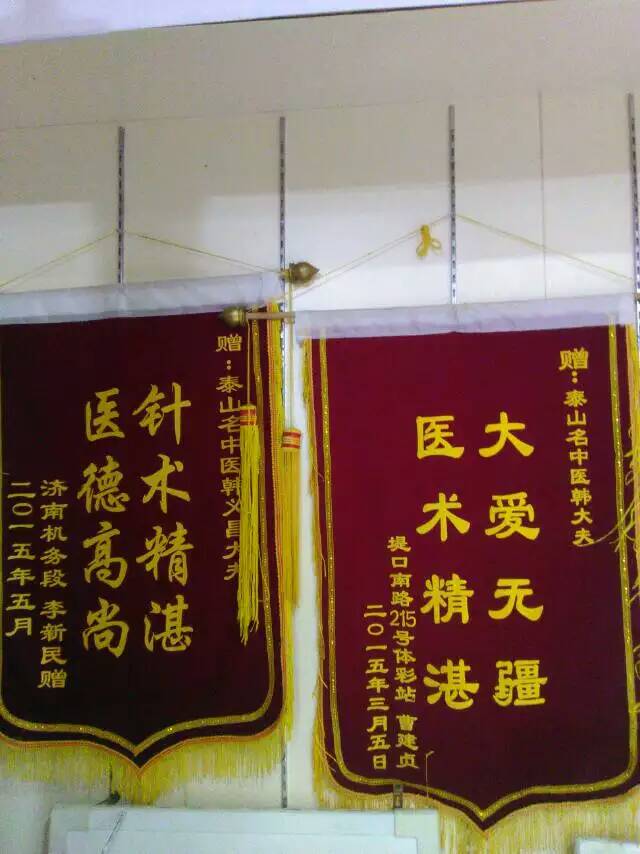 赠：泰山名中医韩义昌大夫
针术精湛
医德高尚
济南机务段 李新民赠
二〇一五年五月
赠：泰山名中医韩大夫
大爱无疆
医术精湛
堤口南路215号体彩站 曹建贞
二〇一五年三月五日